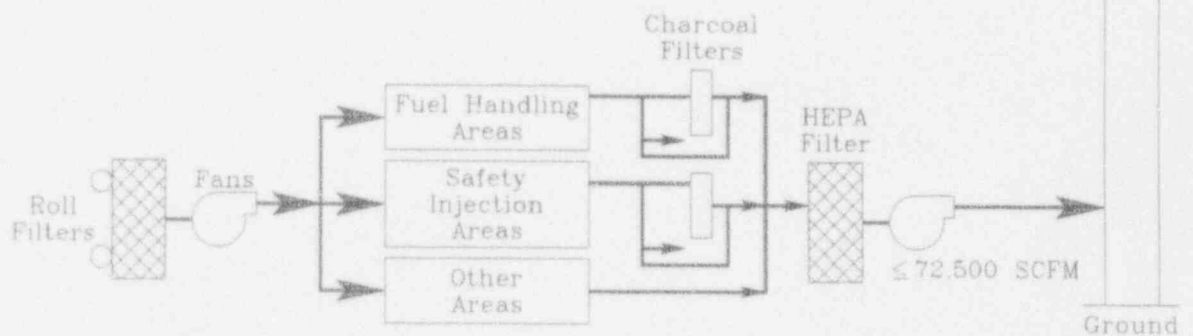 Charcoal
Filters
Fuel Handling
Areas
HEPA
Filter
Fans
Safety
Injection
Areas
Roll
Filters
≤ 72.500 SCFM
Other
Areas
Ground